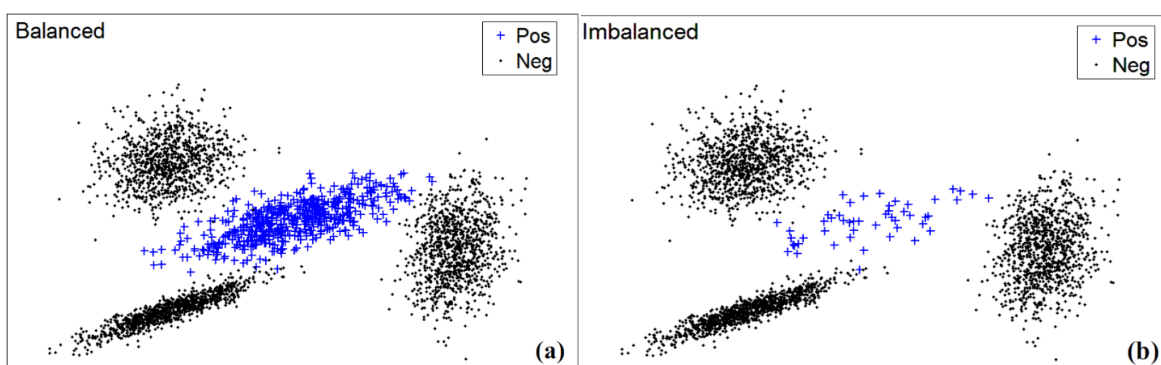 Balanced
+ Pos
· Neg
(a)
Imbalanced
+ Pos
· Neg
(b)